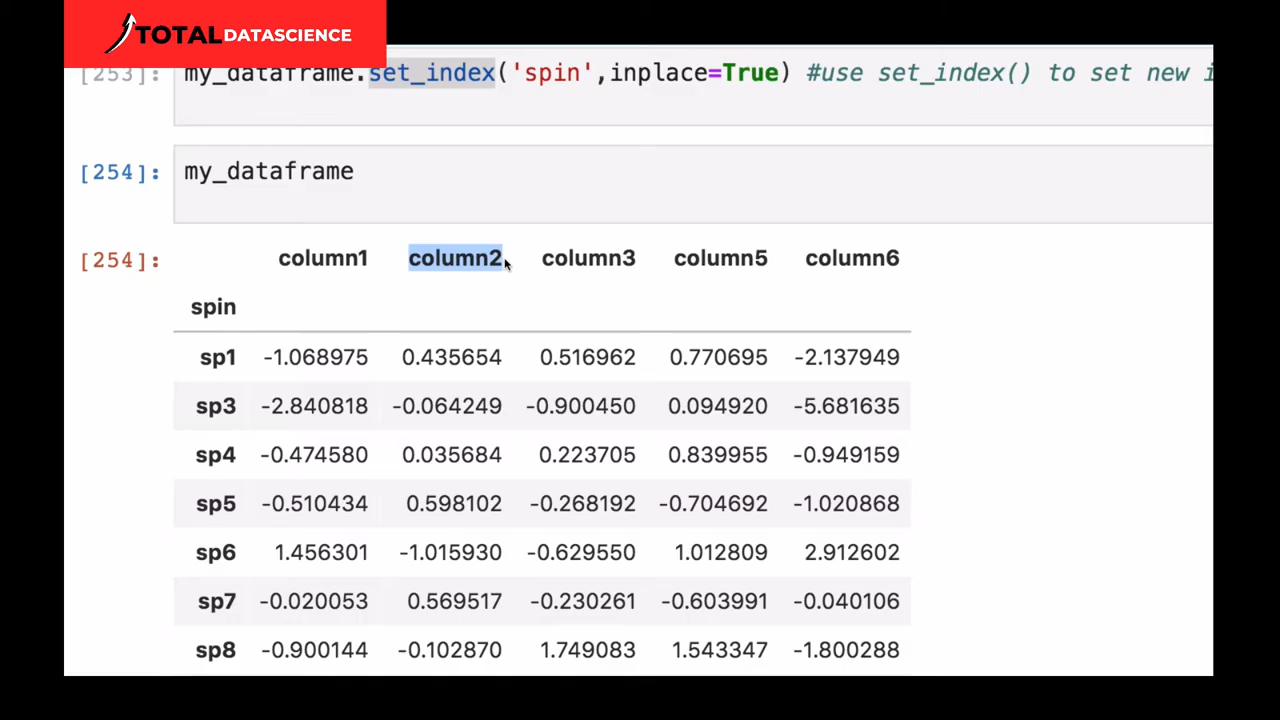 TOTAL DATASCIENCE
[253]: my_dataframe.set_index('spin',inplace=True) #use set_index() to set new i
[254]: my_dataframe
[254]: column1 column2 column3 column5 column6
spin
sp1 -1.068975 0.435654 0.516962 0.770695 -2.137949
sp3 -2.840818 -0.064249 -0.900450 0.094920 -5.681635
sp4 -0.474580 0.035684 0.223705 0.839955 -0.949159
sp5 -0.510434 0.598102 -0.268192 -0.704692 -1.020868
sp6 1.456301 -1.015930 -0.629550 1.012809 2.912602
sp7 -0.020053 0.569517 -0.230261 -0.603991 -0.040106
sp8 -0.900144 -0.102870 1.749083 1.543347 -1.800288